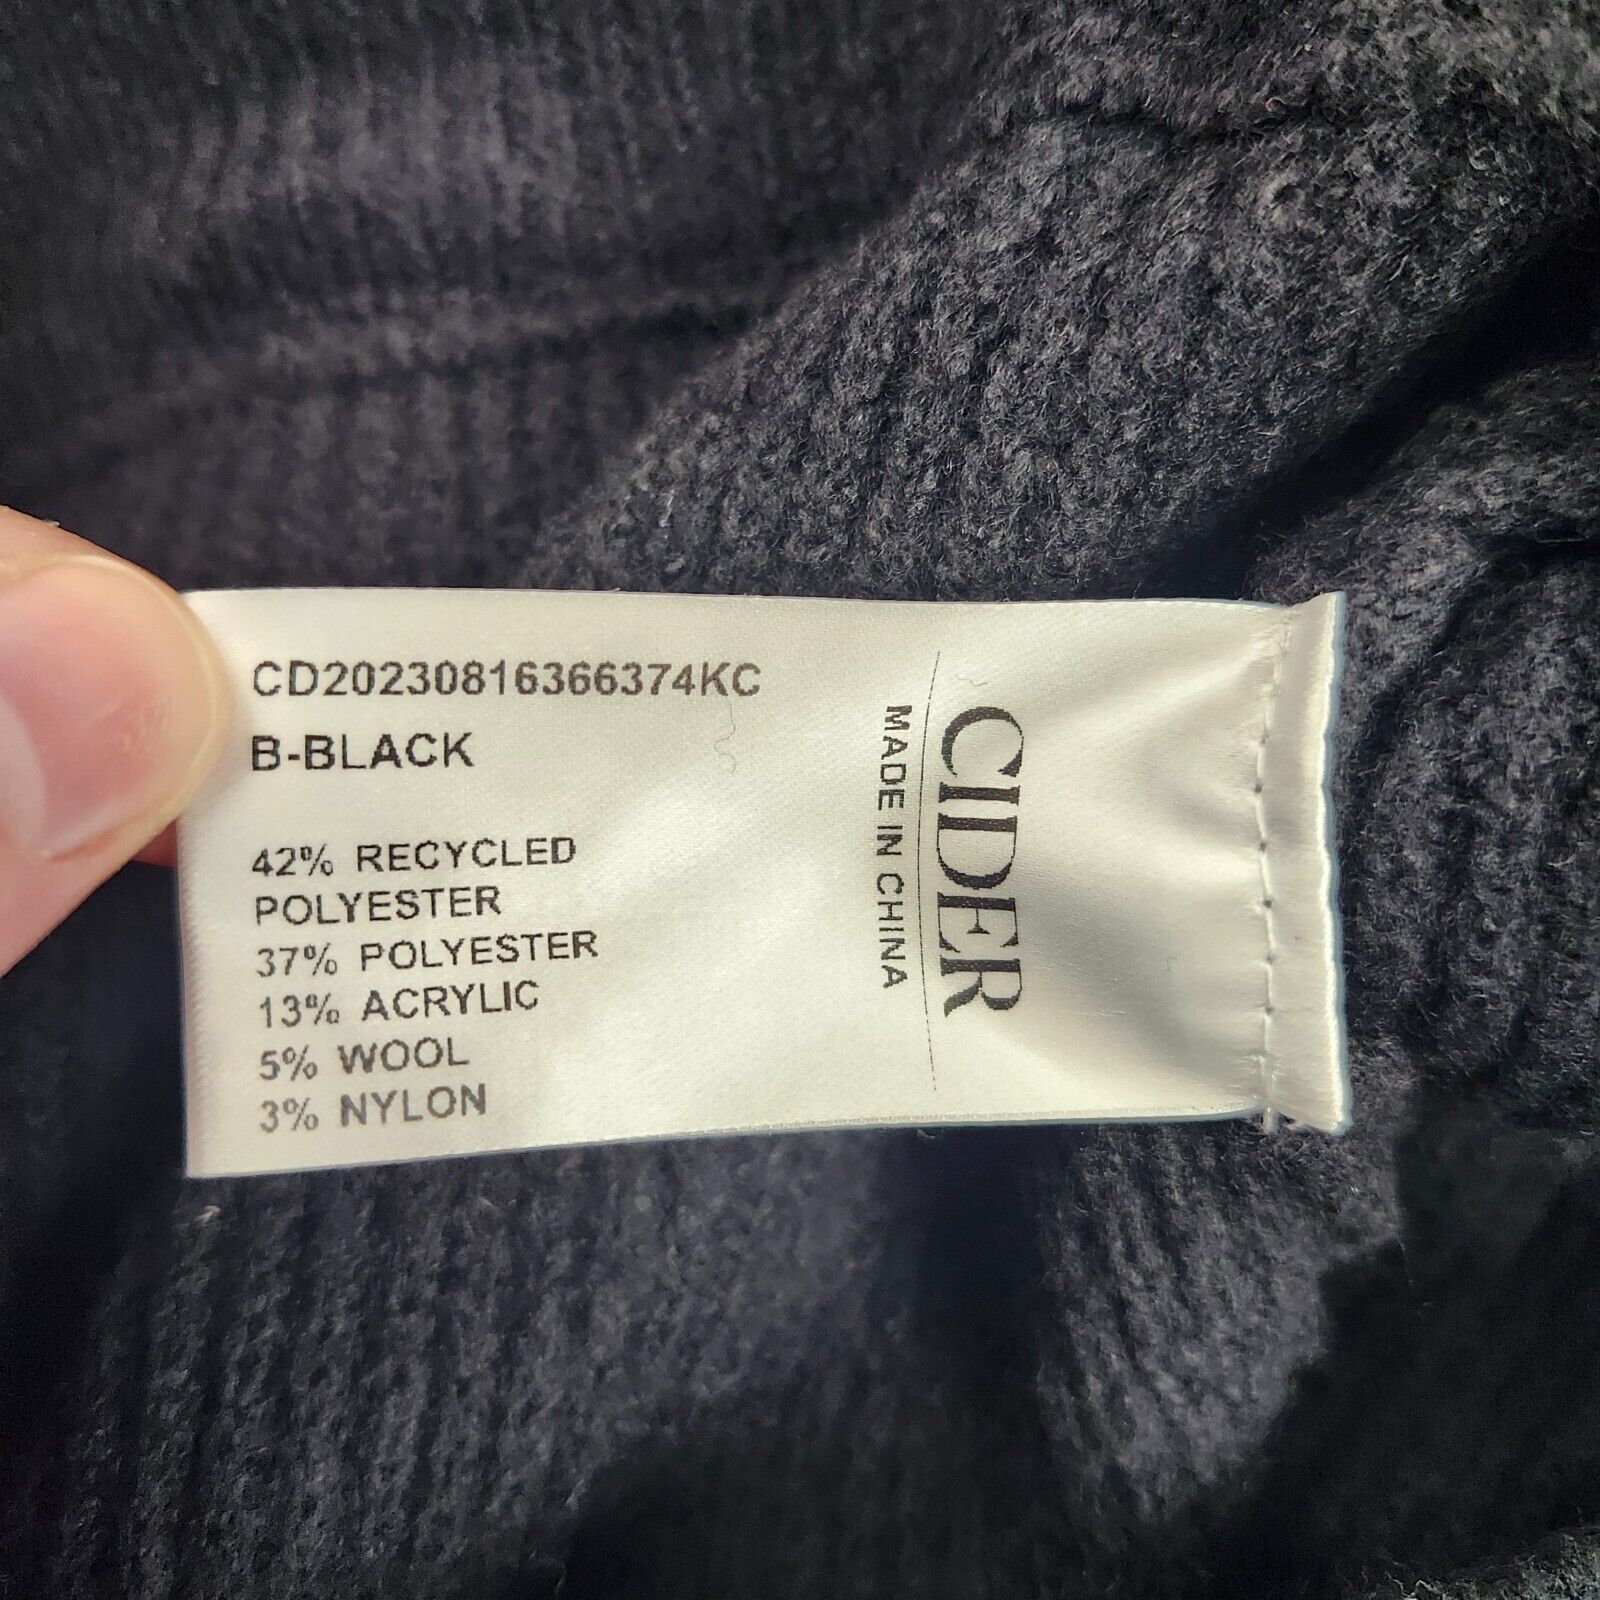 CD20230816366374KC
B-BLACK
42% RECYCLED
POLYESTER
37% POLYESTER
13% ACRYLIC
5% WOOL
3% NYLON
CIDER
MADE IN CHINA